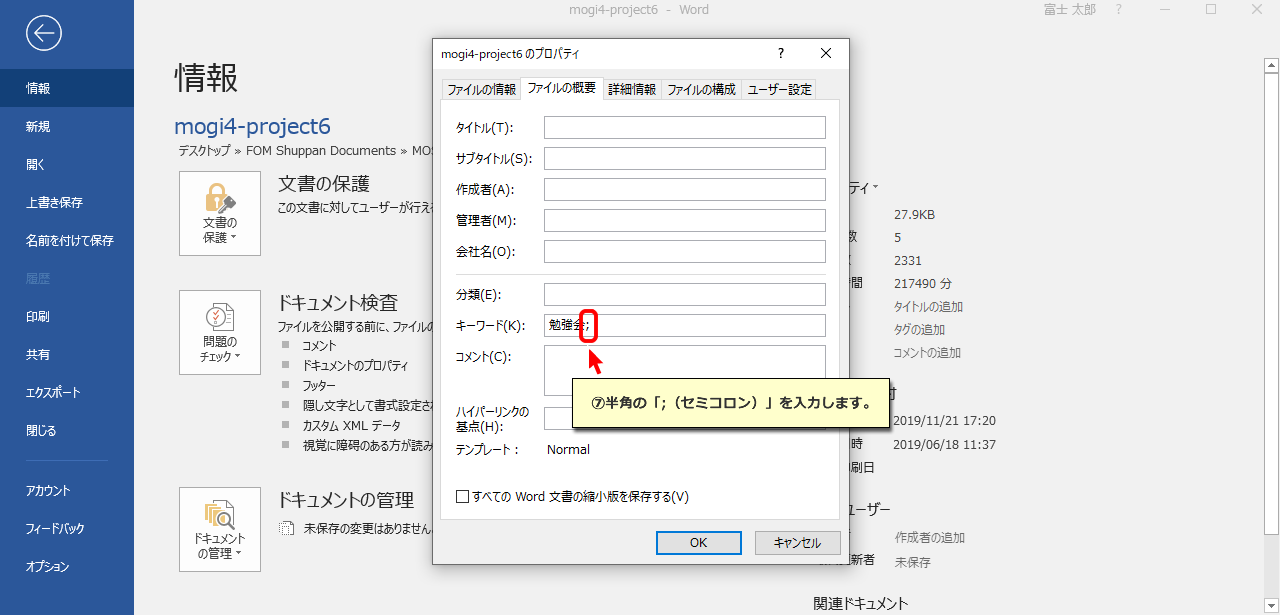 mogi4-project6 - Word
富士 太郎
?
情報
新規
開く
上書き保存
名前を付けて保存
履歴
印刷
共有
エクスポート
閉じる
アカウント
フィードバック
オプション
情報
mogi4-project6
デスクトップ » FOM Shuppan Documents » MOS
文書の
保護
文書の保護
この文書に対してユーザーが行え
問題の
チェック
ドキュメント検査
ファイルを公開する前に、ファイルの
コメント
ドキュメントのプロパティ
フッター
隠し文字として書式設定され
カスタム XML データ
視覚に障碍のある方が読み
ドキュメント
の管理
ドキュメントの管理
未保存の変更はありません。
mogi4-project6 のプロパティ
?
ファイルの情報
ファイルの概要
詳細情報
ファイルの構成
ユーザー設定
タイトル(T):
サブタイトル(S):
作成者(A):
管理者(M):
会社名(O):
分類(E):
キーワード(K):
勉強会;
コメント(C):
⑦半角の「;（セミコロン）」を入力します。
ハイパーリンクの
基点(H):
テンプレート：
Normal
すべての Word 文書の縮小版を保存する(V)
OK
キャンセル
ティ
27.9KB
数
5
2331
時間
217490 分
タイトルの追加
タグの追加
コメントの追加
付
2019/11/21 17:20
時
2019/06/18 11:37
刷日
ユーザー
作成者の追加
更新者
未保存
関連ドキュメント